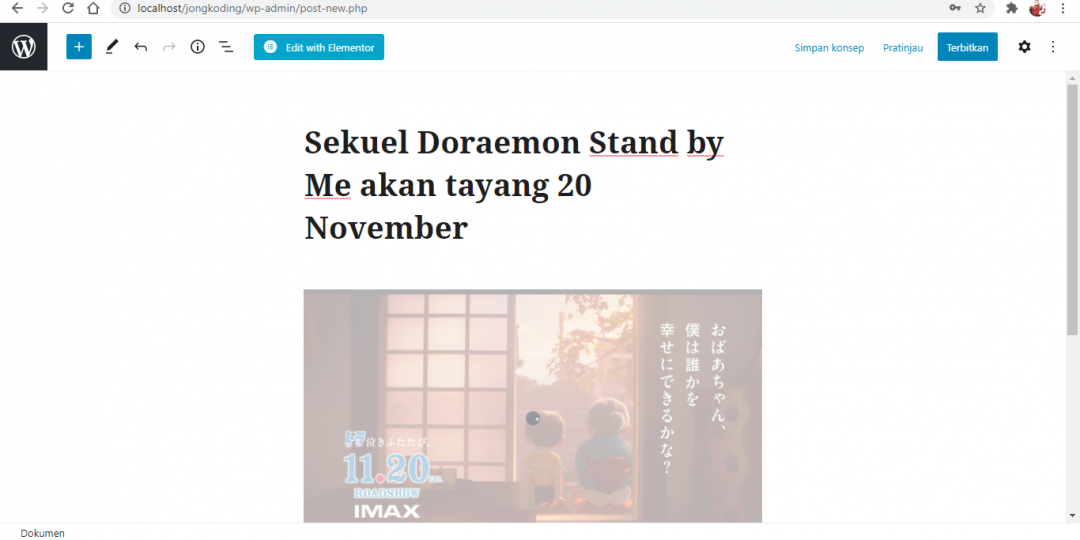 localhost/jongkoding/wp-admin/post-new.php
Edit with Elementor
Simpan konsep
Pratinjau
Terbitkan
Sekuel Doraemon Stand by
Me akan tayang 20
November
おばあちゃん、
僕は誰かを
幸せにできるかな?
ドラ泣きふたたび。
11.20
ROADSHOW
IMAX
Dokumen